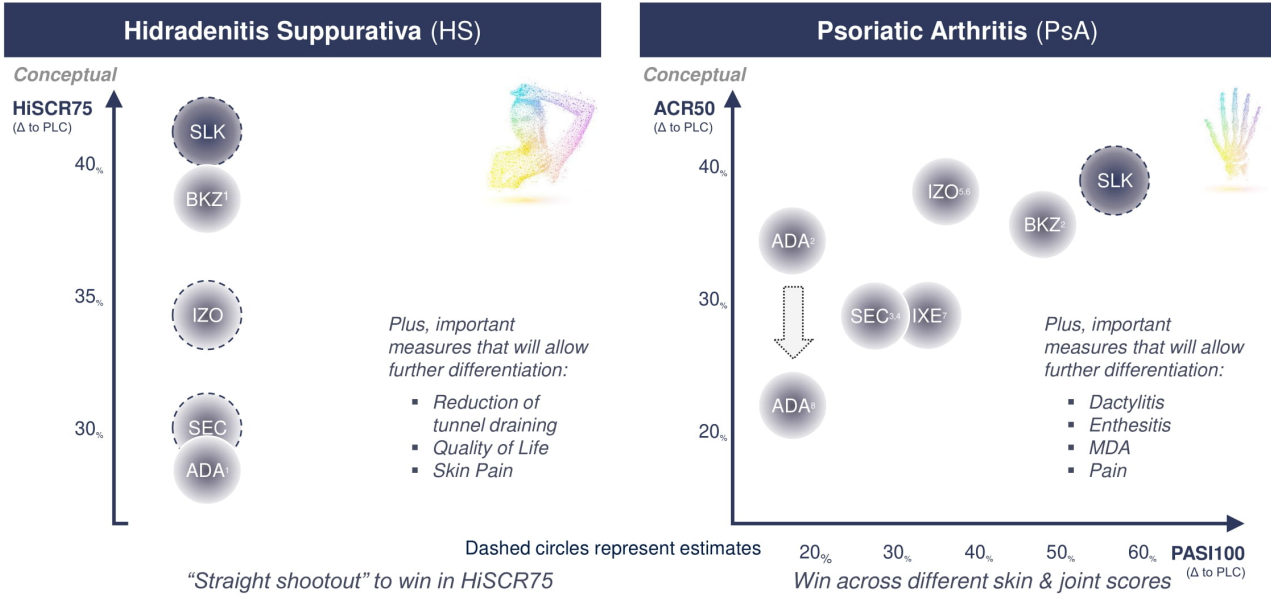 Hidradenitis Suppurativa (HS)
Conceptual
HiSCR75
(Δ to PLC)
40%
35%
30%
SLK
BKZ1
IZO
SEC
ADA1
Plus, important
measures that will allow
further differentiation:
▪ Reduction of
tunnel draining
▪ Quality of Life
▪ Skin Pain
"Straight shootout" to win in HiSCR75
Psoriatic Arthritis (PsA)
Conceptual
ACR50
(Δ to PLC)
40%
30%
20%
SLK
IZO5,6
BKZ2
ADA2
SEC3,4
IXE7
ADA8
Plus, important
measures that will allow
further differentiation:
▪ Dactylitis
▪ Enthesitis
▪ MDA
▪ Pain
20% 30% 40% 50% 60% PASI100
(Δ to PLC)
Dashed circles represent estimates
Win across different skin & joint scores